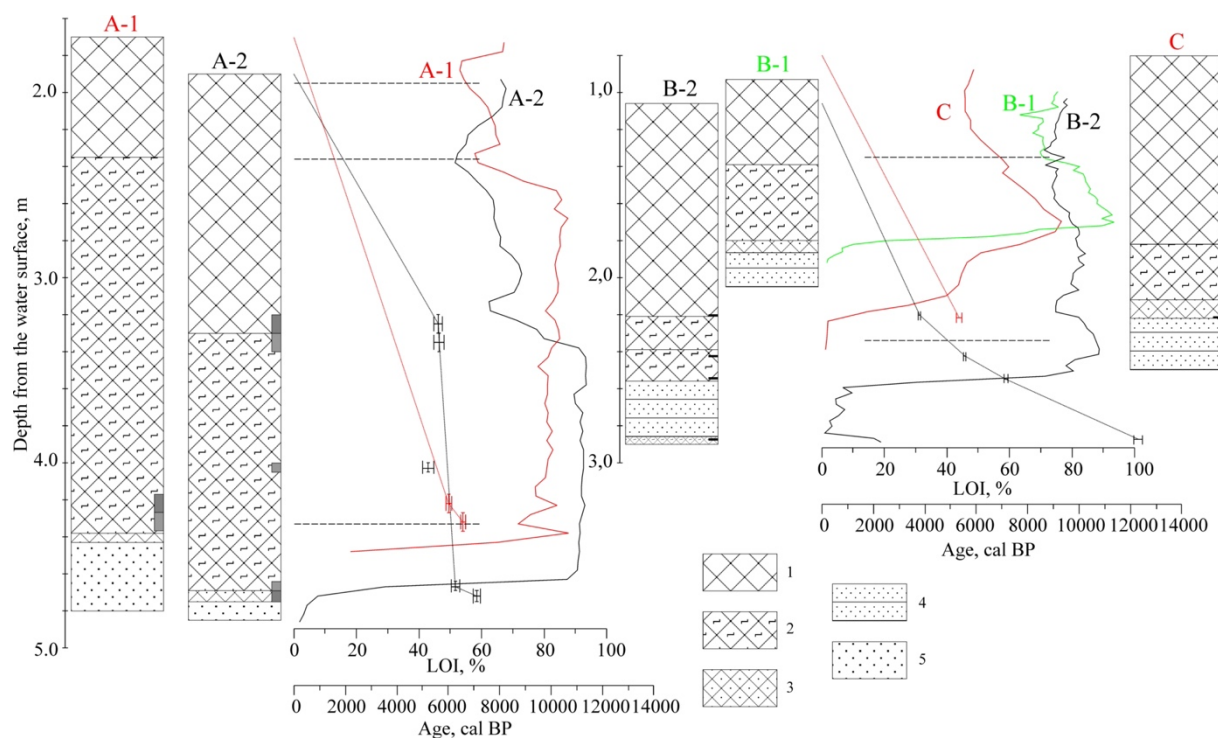 A-1
A-2
A-1
A-2
B-1
B-2
C
B-1
B-2
C
Depth from the water surface, m
2.0
3.0
4.0
5.0
1,0
2,0
3,0
0 20 40 60 80 100
LOI, %
0 2000 4000 6000 8000 10000 12000 14000
Age, cal BP
0 20 40 60 80 100
LOI, %
0 2000 4000 6000 8000 10000 12000 14000
Age, cal BP
1
2
3
4
5